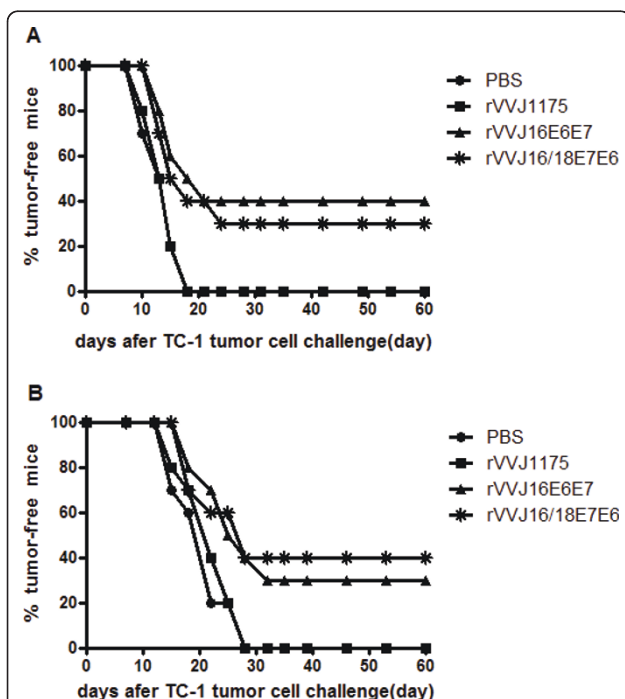 A
% tumor-free mice
100
80
60
40
20
0
0 10 20 30 40 50 60
days afer TC-1 tumor cell challenge(day)
PBS
rVVJ1175
rVVJ16E6E7
rVVJ16/18E7E6
B
% tumor-free mice
100
80
60
40
20
0
0 10 20 30 40 50 60
days afer TC-1 tumor cell challenge(day)
PBS
rVVJ1175
rVVJ16E6E7
rVVJ16/18E7E6